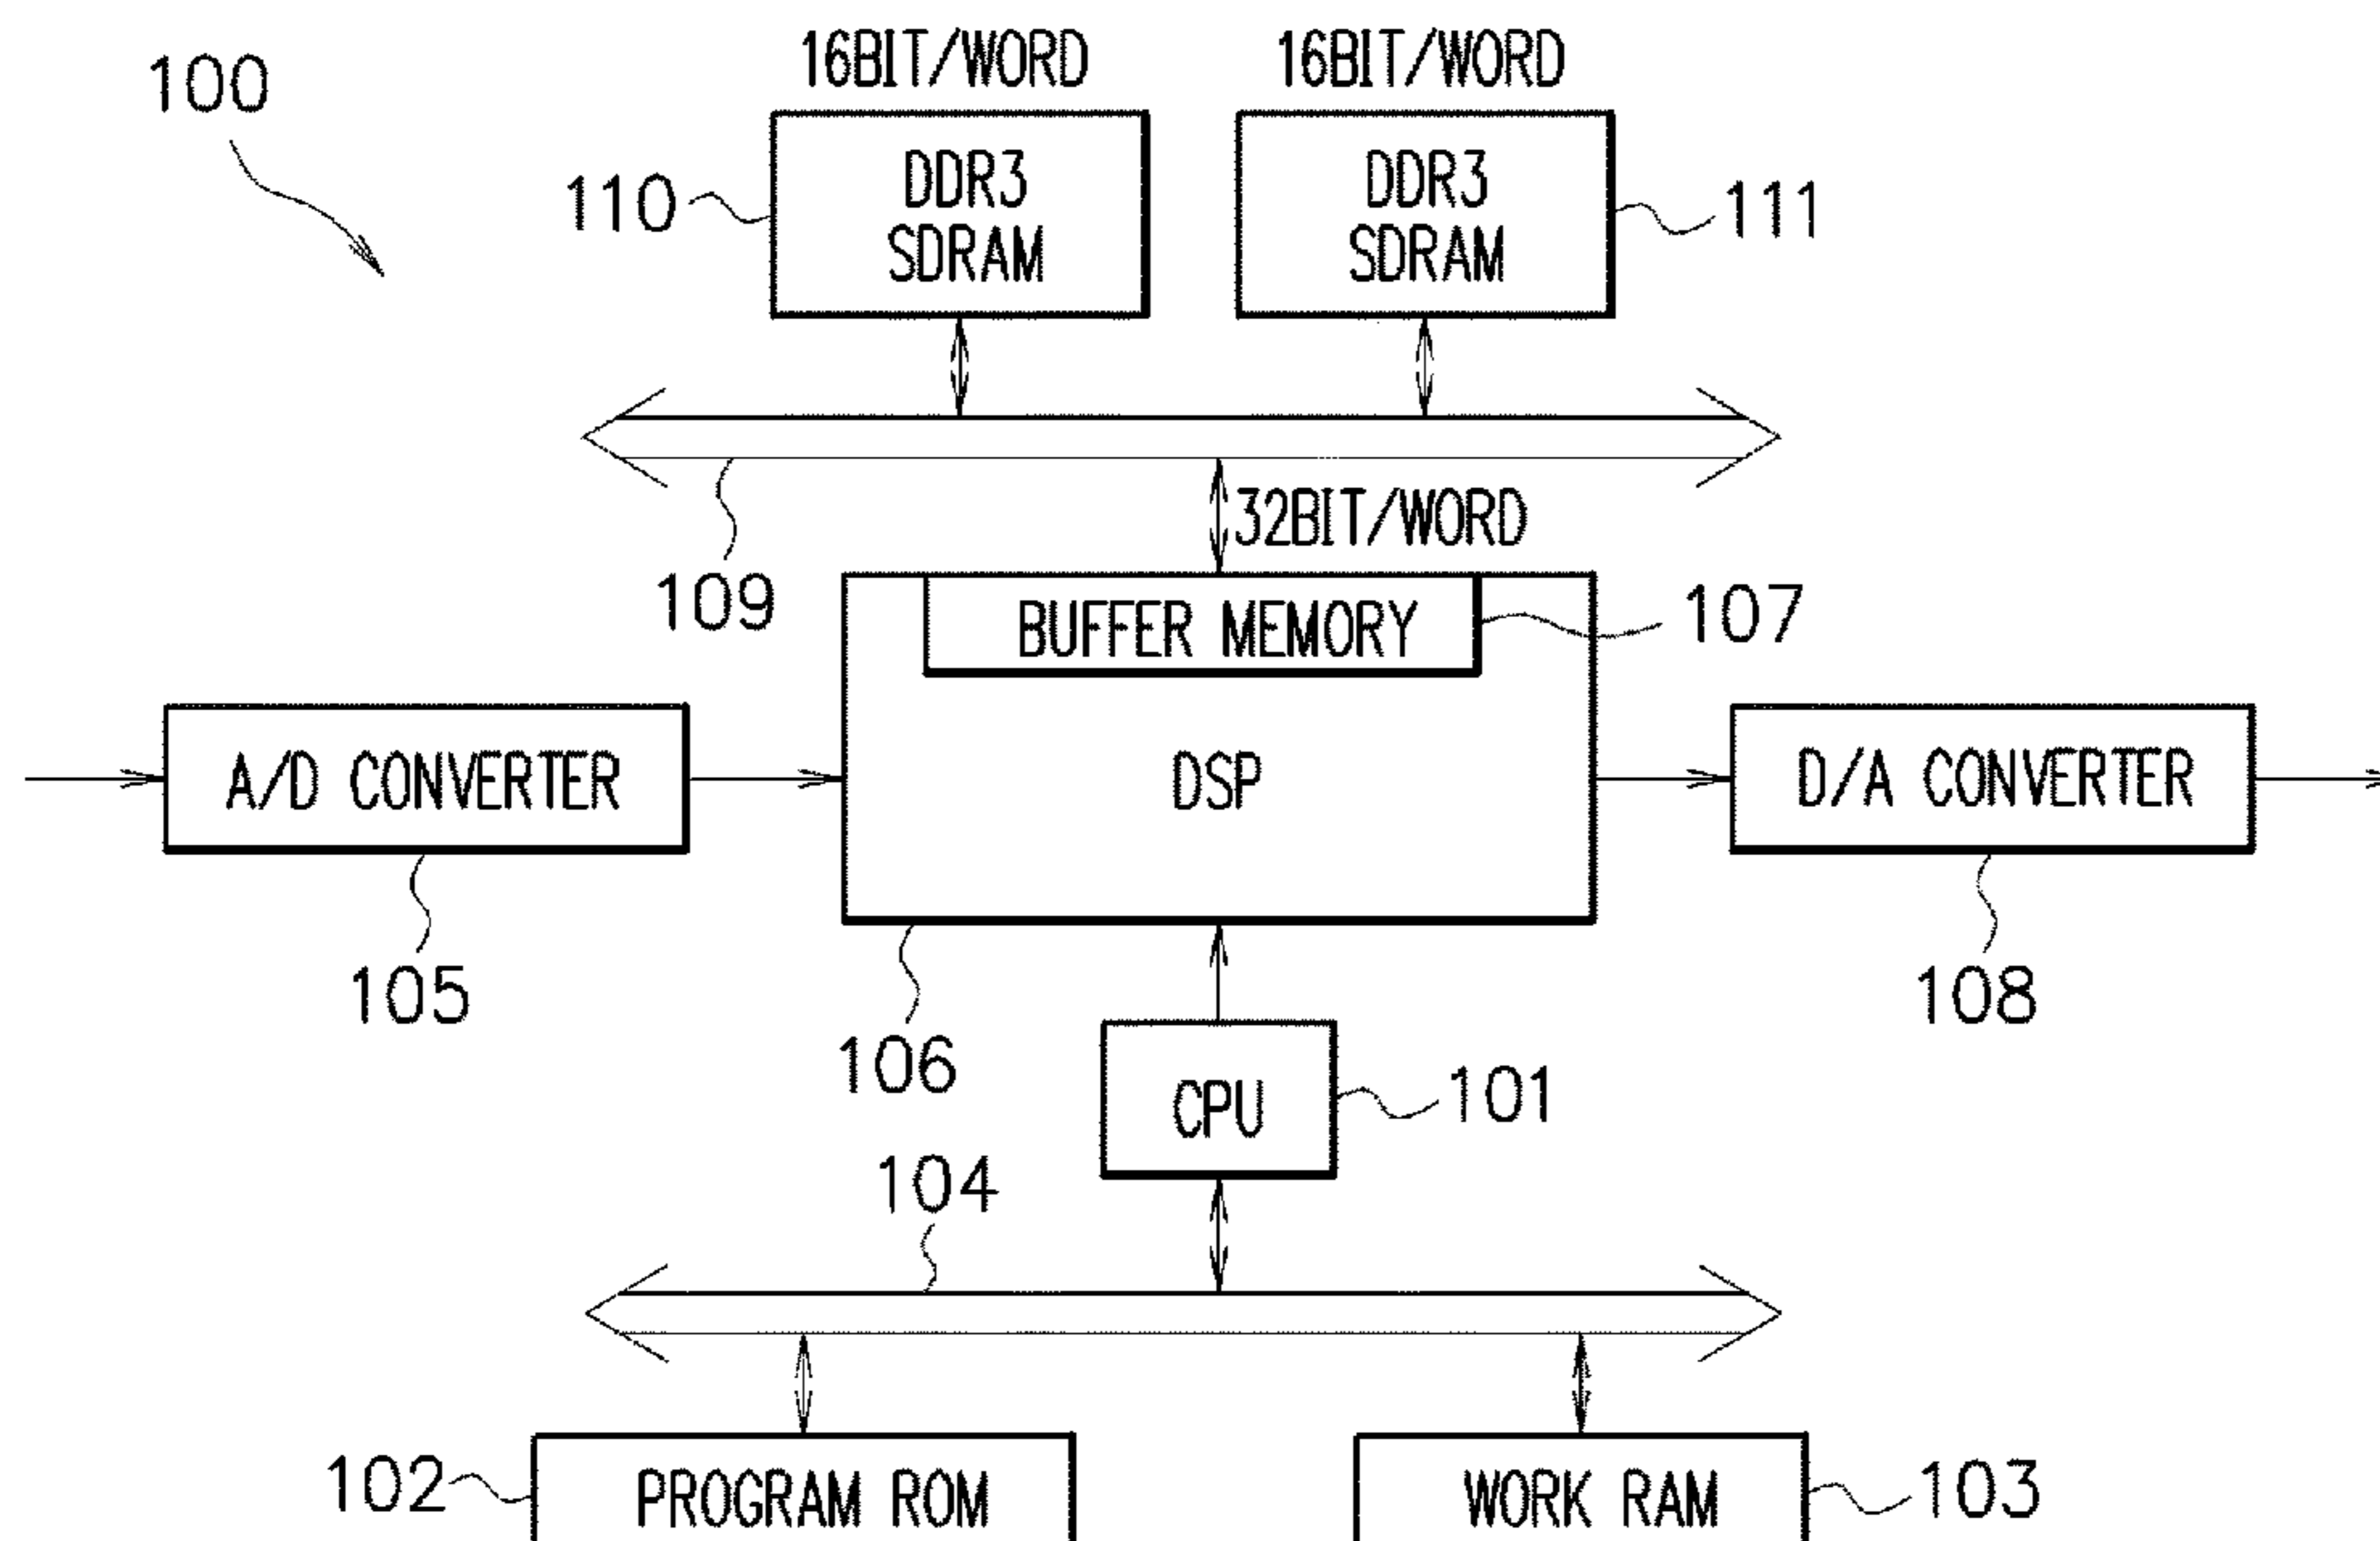 16BIT/WORD
16BIT/WORD
100
DDR3
SDRAM
DDR3
SDRAM
110
111
32BIT/WORD
109
BUFFER MEMORY
107
A/D CONVERTER
DSP
D/A CONVERTER
105
108
106
CPU
101
104
102
PROGRAM ROM
WORK RAM
103